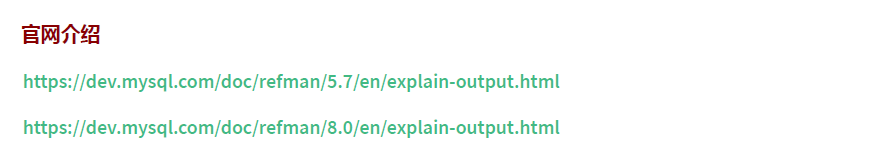 官网介绍
https://dev.mysql.com/doc/refman/5.7/en/explain-output.html
https://dev.mysql.com/doc/refman/8.0/en/explain-output.html